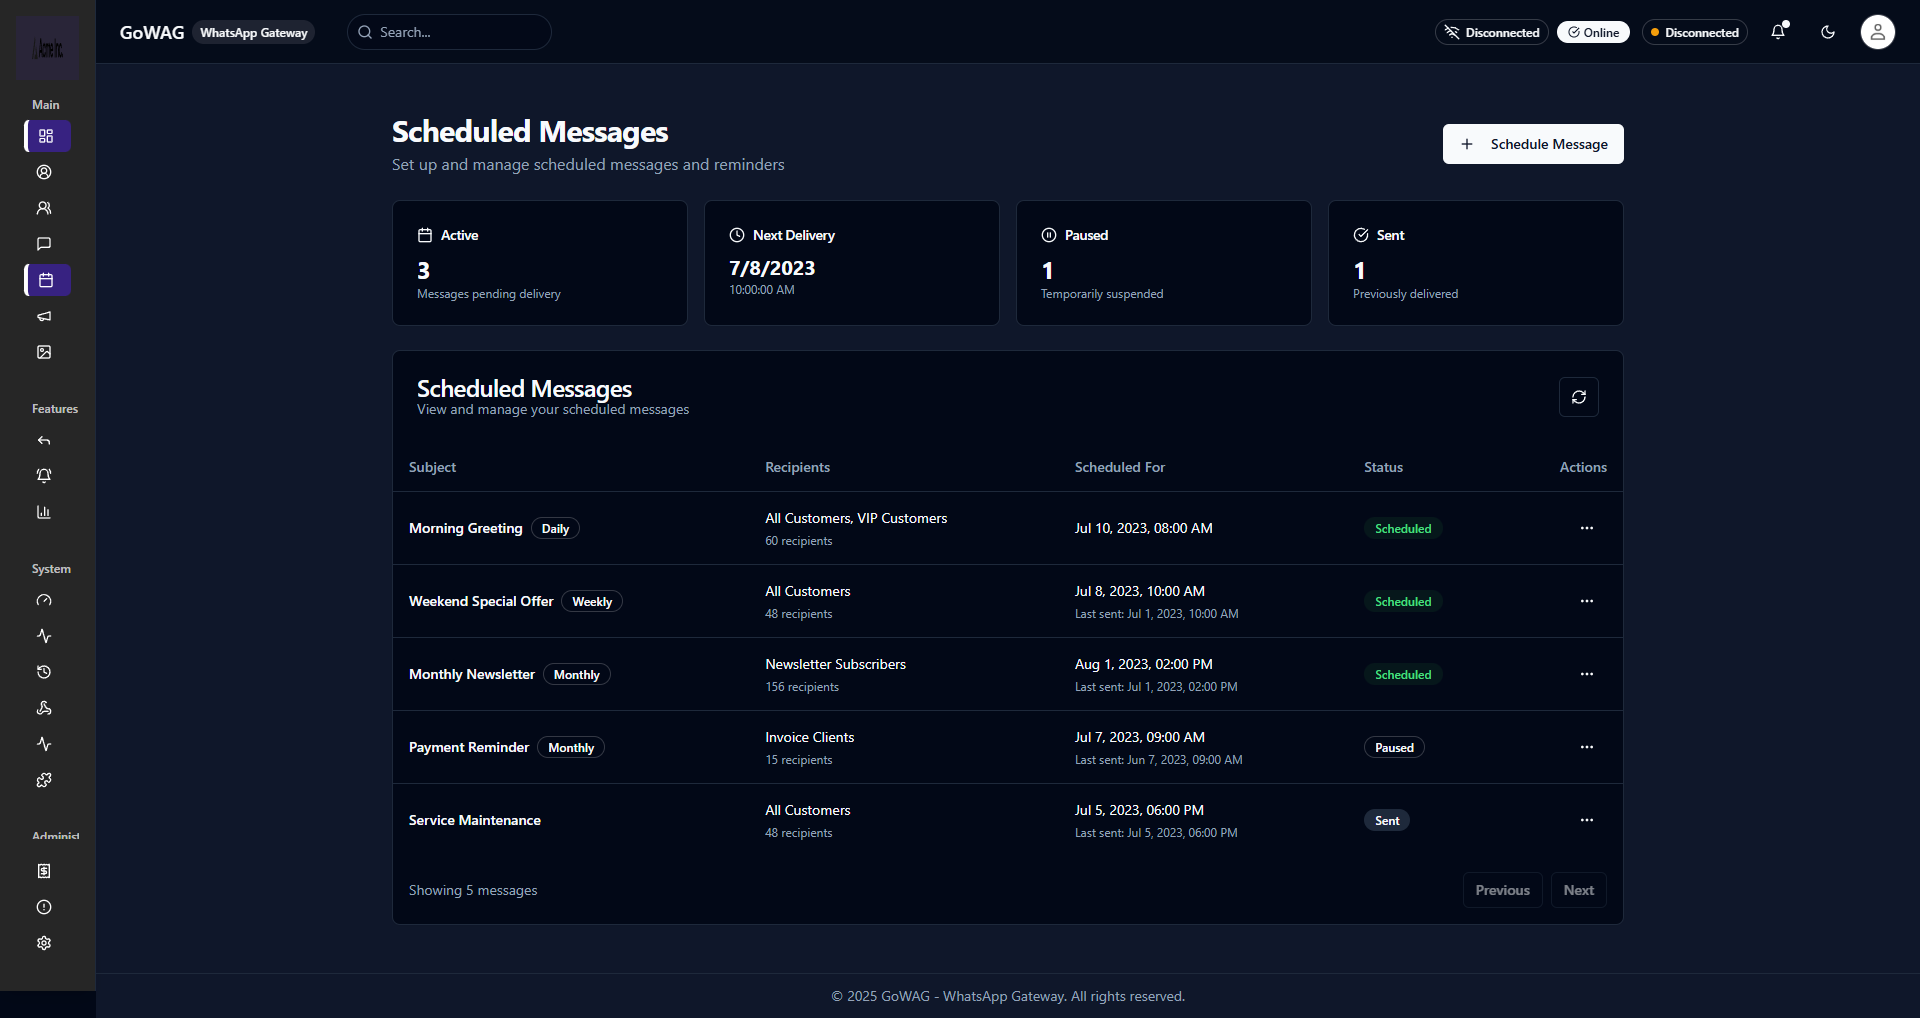 Acme Inc
GoWAG
WhatsApp Gateway
Search...
Disconnected
Online
Disconnected
Main
Features
System
Administ
Scheduled Messages
Set up and manage scheduled messages and reminders
Schedule Message
Active
3
Messages pending delivery
Next Delivery
7/8/2023
10:00:00 AM
Paused
1
Temporarily suspended
Sent
1
Previously delivered
Scheduled Messages
View and manage your scheduled messages
Subject Recipients Scheduled For Status Actions
Morning Greeting Daily
All Customers, VIP Customers
60 recipients
Jul 10, 2023, 08:00 AM
Scheduled
Weekend Special Offer Weekly
All Customers
48 recipients
Jul 8, 2023, 10:00 AM
Last sent: Jul 1, 2023, 10:00 AM
Scheduled
Monthly Newsletter Monthly
Newsletter Subscribers
156 recipients
Aug 1, 2023, 02:00 PM
Last sent: Jul 1, 2023, 02:00 PM
Scheduled
Payment Reminder Monthly
Invoice Clients
15 recipients
Jul 7, 2023, 09:00 AM
Last sent: Jun 7, 2023, 09:00 AM
Paused
Service Maintenance
All Customers
48 recipients
Jul 5, 2023, 06:00 PM
Last sent: Jul 5, 2023, 06:00 PM
Sent
Showing 5 messages
Previous
Next
© 2025 GoWAG - WhatsApp Gateway. All rights reserved.